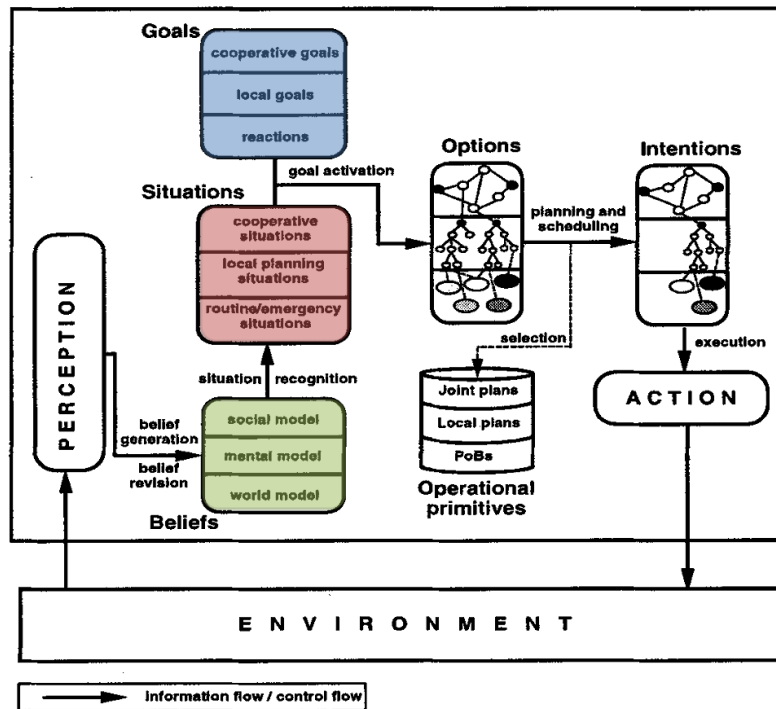 Goals
cooperative goals
local goals
reactions
goal activation
Situations
cooperative
situations
local planning
situations
routine/emergency
situations
situation recognition
PERCEPTION
belief
generation
belief
revision
social model
mental model
world model
Beliefs
Options
planning and
scheduling
Intentions
selection
Joint plans
Local plans
PoBs
Operational
primitives
execution
ACTION
ENVIRONMENT
information flow / control flow